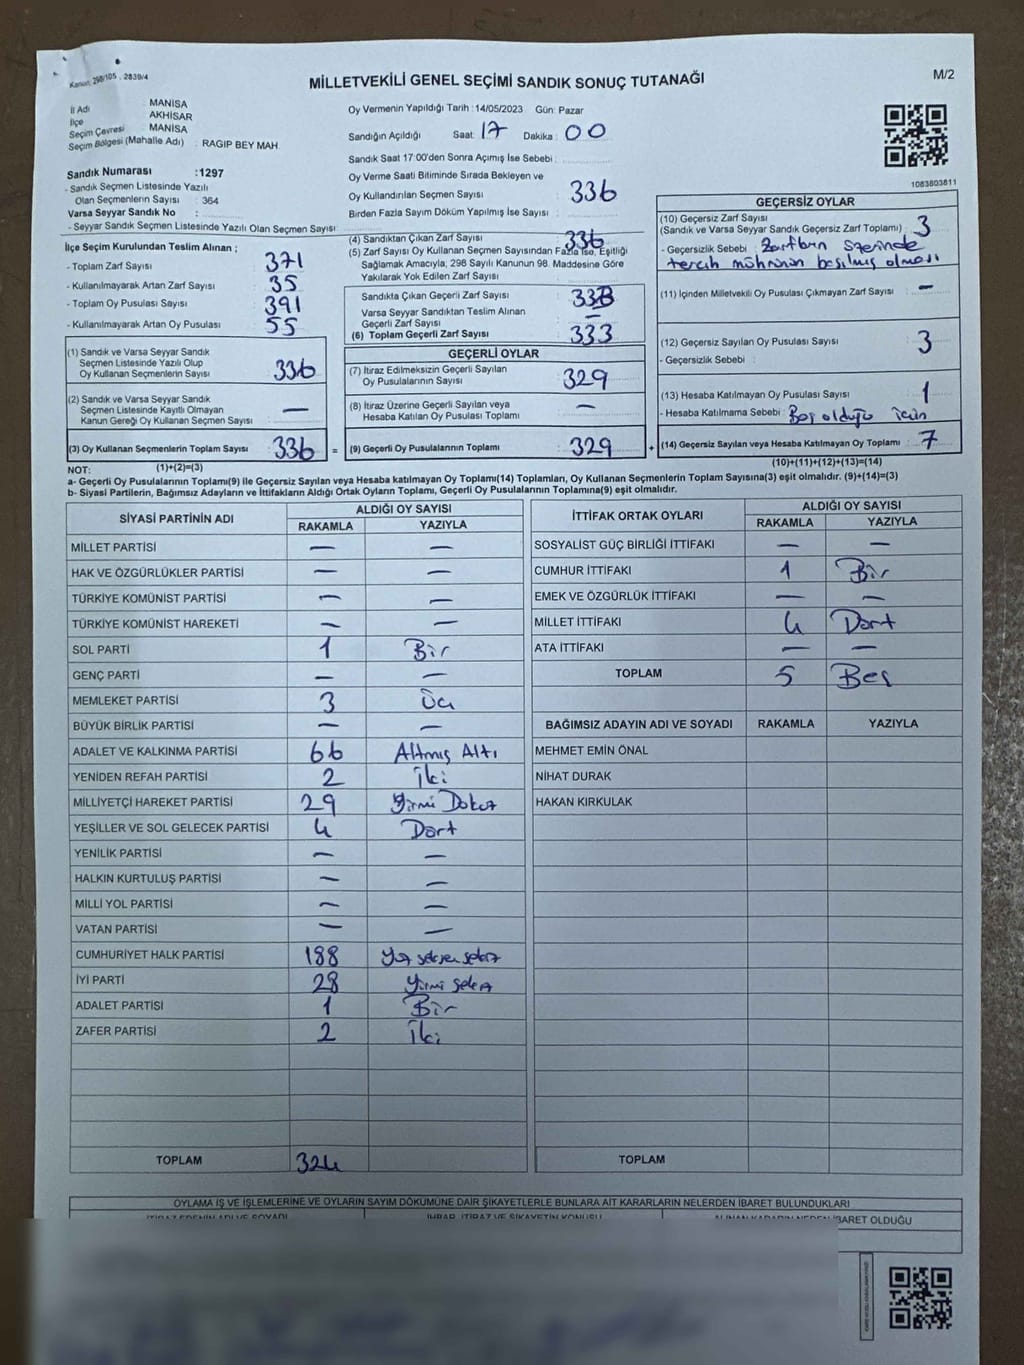 Kanun: 298/105 . 2839/4
MİLLETVEKİLİ GENEL SEÇİMİ SANDIK SONUÇ TUTANAĞI
M/2
İl Adı : MANİSA
İlçe : AKHİSAR
Seçim Çevresi : MANİSA
Seçim Bölgesi (Mahalle Adı) : RAGIP BEY MAH.
Oy Vermenin Yapıldığı Tarih : 14/05/2023 Gün: Pazar
Sandığın Açıldığı Saat: 17 Dakika : 00
Sandık Saat 17:00'den Sonra Açımış İse Sebebi :
Sandık Numarası : 1297
- Sandık Seçmen Listesinde Yazılı
Olan Seçmenlerin Sayısı : 364
Varsa Seyyar Sandık No :
- Seyyar Sandık Seçmen Listesinde Yazılı Olan Seçmen Sayısı
Oy Verme Saati Bitiminde Sırada Bekleyen ve
Oy Kullandırılan Seçmen Sayısı : 336
Birden Fazla Sayım Döküm Yapılmış İse Sayısı :
1083803811
İlçe Seçim Kurulundan Teslim Alınan ;
- Toplam Zarf Sayısı : 371
- Kullanılmayarak Artan Zarf Sayısı : 35
- Toplam Oy Pusulası Sayısı : 391
- Kullanılmayarak Artan Oy Pusulası : 55
(4) Sandıktan Çıkan Zarf Sayısı : 336
(5) Zarf Sayısı Oy Kullanan Seçmen Sayısından Fazla İse, Eşitliği
Sağlamak Amacıyla; 298 Sayılı Kanunun 98. Maddesine Göre
Yakılarak Yok Edilen Zarf Sayısı :
Sandıkta Çıkan Geçerli Zarf Sayısı : 333
Varsa Seyyar Sandıktan Teslim Alınan
Geçerli Zarf Sayısı : —
(6) Toplam Geçerli Zarf Sayısı : 333
GEÇERSİZ OYLAR
(10) Geçersiz Zarf Sayısı
(Sandık ve Varsa Seyyar Sandık Geçersiz Zarf Toplamı) : 3
- Geçersizlik Sebebi : Zarfların üzerinde
tercih mührünün basılmış olması
(11) İçinden Milletvekili Oy Pusulası Çıkmayan Zarf Sayısı : —
(12) Geçersiz Sayılan Oy Pusulası Sayısı : 3
- Geçersizlik Sebebi :
(13) Hesaba Katılmayan Oy Pusulası Sayısı : 1
- Hesaba Katılmama Sebebi : Boş olduğu için
(14) Geçersiz Sayılan veya Hesaba Katılmayan Oy Toplamı : 7
(1) Sandık ve Varsa Seyyar Sandık
Seçmen Listesinde Yazılı Olup
Oy Kullanan Seçmenlerin Sayısı : 336
(2) Sandık ve Varsa Seyyar Sandık
Seçmen Listesinde Kayıtlı Olmayan
Kanun Gereği Oy Kullanan Seçmen Sayısı : —
(3) Oy Kullanan Seçmenlerin Toplam Sayısı : 336
=
GEÇERLİ OYLAR
(7) İtiraz Edilmeksizin Geçerli Sayılan
Oy Pusulalarının Sayısı : 329
(8) İtiraz Üzerine Geçerli Sayılan veya
Hesaba Katılan Oy Pusulası Toplamı : —
(9) Geçerli Oy Pusulalarının Toplamı : 329
+
NOT: (1)+(2)=(3)
(10)+(11)+(12)+(13)=(14)
a- Geçerli Oy Pusulalarının Toplamı(9) ile Geçersiz Sayılan veya Hesaba katılmayan Oy Toplamı(14) Toplamları, Oy Kullanan Seçmenlerin Toplam Sayısına(3) eşit olmalıdır. (9)+(14)=(3)
b- Siyasi Partilerin, Bağımsız Adayların ve İttifakların Aldığı Ortak Oyların Toplamı, Geçerli Oy Pusulalarının Toplamına(9) eşit olmalıdır.
SİYASİ PARTİNİN ADI ALDIĞI OY SAYISI
RAKAMLA YAZIYLA
MİLLET PARTİSİ — —
HAK VE ÖZGÜRLÜKLER PARTİSİ — —
TÜRKİYE KOMÜNİST PARTİSİ — —
TÜRKİYE KOMÜNİST HAREKETİ — —
SOL PARTİ 1 Bir
GENÇ PARTİ — —
MEMLEKET PARTİSİ 3 Üç
BÜYÜK BİRLİK PARTİSİ — —
ADALET VE KALKINMA PARTİSİ 66 Altmış Altı
YENİDEN REFAH PARTİSİ 2 İki
MİLLİYETÇİ HAREKET PARTİSİ 29 Yirmi Dokuz
YEŞİLLER VE SOL GELECEK PARTİSİ 4 Dört
YENİLİK PARTİSİ — —
HALKIN KURTULUŞ PARTİSİ — —
MİLLİ YOL PARTİSİ — —
VATAN PARTİSİ — —
CUMHURİYET HALK PARTİSİ 188 Yüz seksen sekiz
İYİ PARTİ 28 Yirmi Sekiz
ADALET PARTİSİ 1 Bir
ZAFER PARTİSİ 2 İki
TOPLAM 324
İTTİFAK ORTAK OYLARI ALDIĞI OY SAYISI
RAKAMLA YAZIYLA
SOSYALİST GÜÇ BİRLİĞİ İTTİFAKI — —
CUMHUR İTTİFAKI 1 Bir
EMEK VE ÖZGÜRLÜK İTTİFAKI — —
MİLLET İTTİFAKI 4 Dört
ATA İTTİFAKI — —
TOPLAM 5 Beş
BAĞIMSIZ ADAYIN ADI VE SOYADI RAKAMLA YAZIYLA
MEHMET EMİN ÖNAL
NİHAT DURAK
HAKAN KIRKULAK
TOPLAM
OYLAMA İŞ VE İŞLEMLERİNE VE OYLARIN SAYIM DÖKÜMÜNE DAİR ŞİKAYETLERLE BUNLARA AİT KARARLARIN NELERDEN İBARET BULUNDUKLARI
İTİRAZ EDENİN ADI VE SOYADI İHBAR, İTİRAZ VE ŞİKAYETİN KONUSU ALINAN KARARIN NEDEN İBARET OLDUĞU